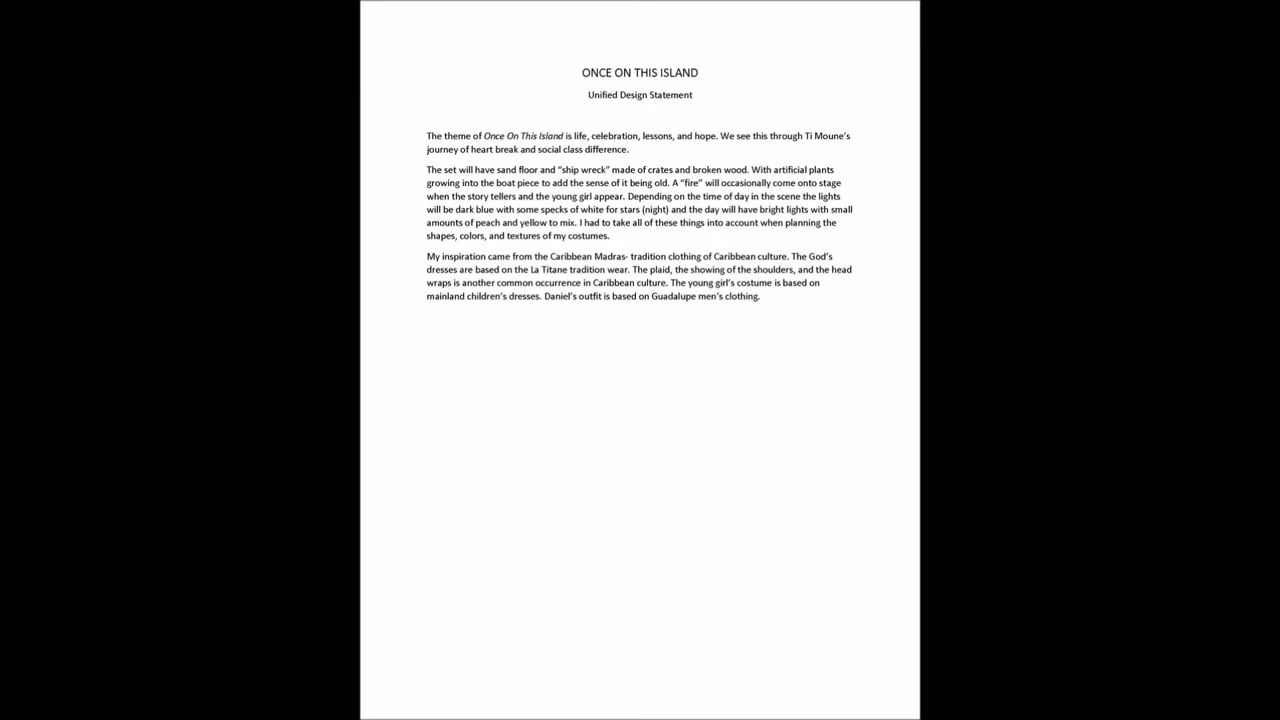 ONCE ON THIS ISLAND
Unified Design Statement
The theme of Once On This Island is life, celebration, lessons, and hope. We see this through Ti Moune's
journey of heart break and social class difference.
The set will have sand floor and “ship wreck” made of crates and broken wood. With artificial plants
growing into the boat piece to add the sense of it being old. A “fire” will occasionally come onto stage
when the story tellers and the young girl appear. Depending on the time of day in the scene the lights
will be dark blue with some specks of white for stars (night) and the day will have bright lights with small
amounts of peach and yellow to mix. I had to take all of these things into account when planning the
shapes, colors, and textures of my costumes.
My inspiration came from the Caribbean Madras- tradition clothing of Caribbean culture. The God's
dresses are based on the La Titane tradition wear. The plaid, the showing of the shoulders, and the head
wraps is another common occurrence in Caribbean culture. The young girl's costume is based on
mainland children's dresses. Daniel's outfit is based on Guadalupe men's clothing.